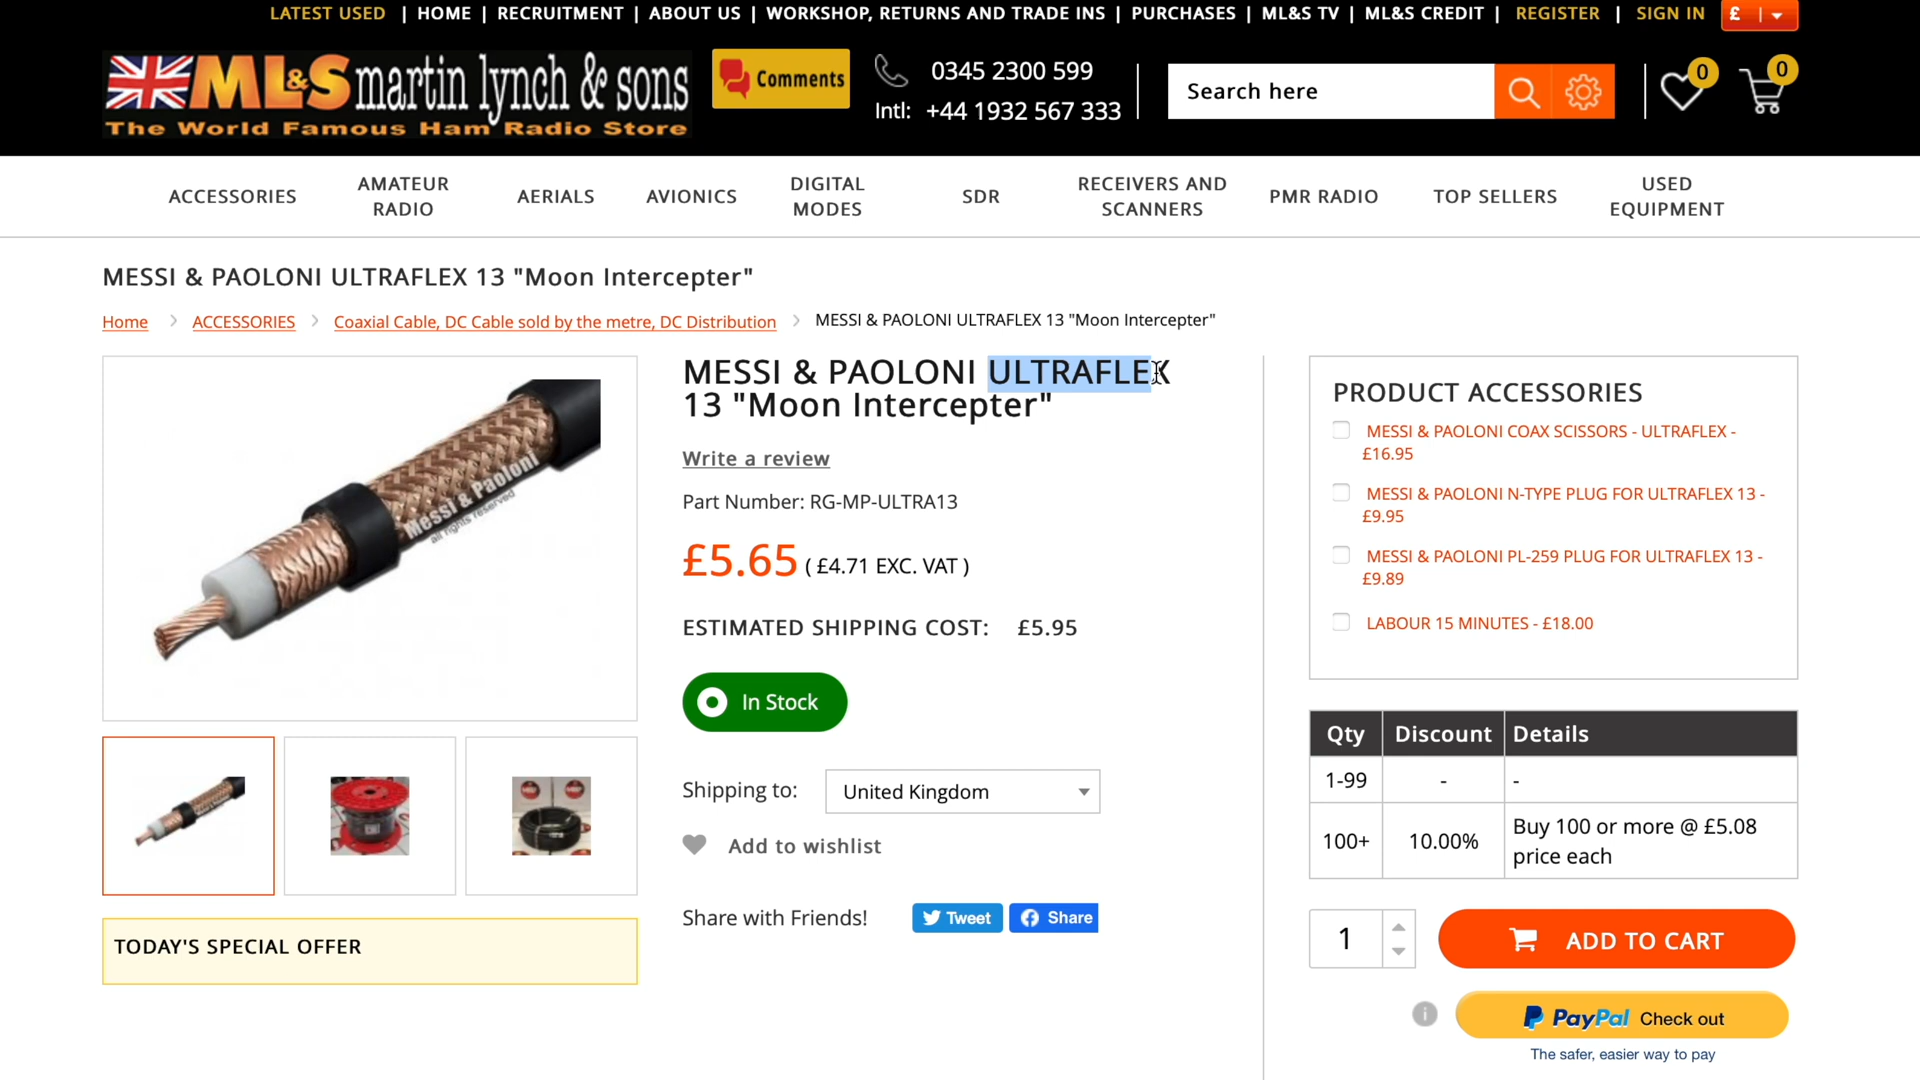 LATEST USED | HOME | RECRUITMENT | ABOUT US | WORKSHOP, RETURNS AND TRADE INS | PURCHASES | ML&S TV | ML&S CREDIT | REGISTER | SIGN IN £ |
ML&S martin lynch & sons
The World Famous Ham Radio Store
Comments
0345 2300 599
Intl: +44 1932 567 333
Search here
0
0
ACCESSORIES
AMATEUR
RADIO
AERIALS
AVIONICS
DIGITAL
MODES
SDR
RECEIVERS AND
SCANNERS
PMR RADIO
TOP SELLERS
USED
EQUIPMENT
MESSI & PAOLONI ULTRAFLEX 13 "Moon Intercepter"
Home > ACCESSORIES > Coaxial Cable, DC Cable sold by the metre, DC Distribution > MESSI & PAOLONI ULTRAFLEX 13 "Moon Intercepter"
Messi & Paoloni
all rights reserved
TODAY'S SPECIAL OFFER
MESSI & PAOLONI ULTRAFLEX
13 "Moon Intercepter"
Write a review
Part Number: RG-MP-ULTRA13
£5.65 ( £4.71 EXC. VAT )
ESTIMATED SHIPPING COST: £5.95
In Stock
Shipping to: United Kingdom
Add to wishlist
Share with Friends! Tweet Share
PRODUCT ACCESSORIES
MESSI & PAOLONI COAX SCISSORS - ULTRAFLEX -
£16.95
MESSI & PAOLONI N-TYPE PLUG FOR ULTRAFLEX 13 -
£9.95
MESSI & PAOLONI PL-259 PLUG FOR ULTRAFLEX 13 -
£9.89
LABOUR 15 MINUTES - £18.00
Qty Discount Details
1-99 - -
100+ 10.00% Buy 100 or more @ £5.08
price each
1
ADD TO CART
i
PayPal Check out
The safer, easier way to pay